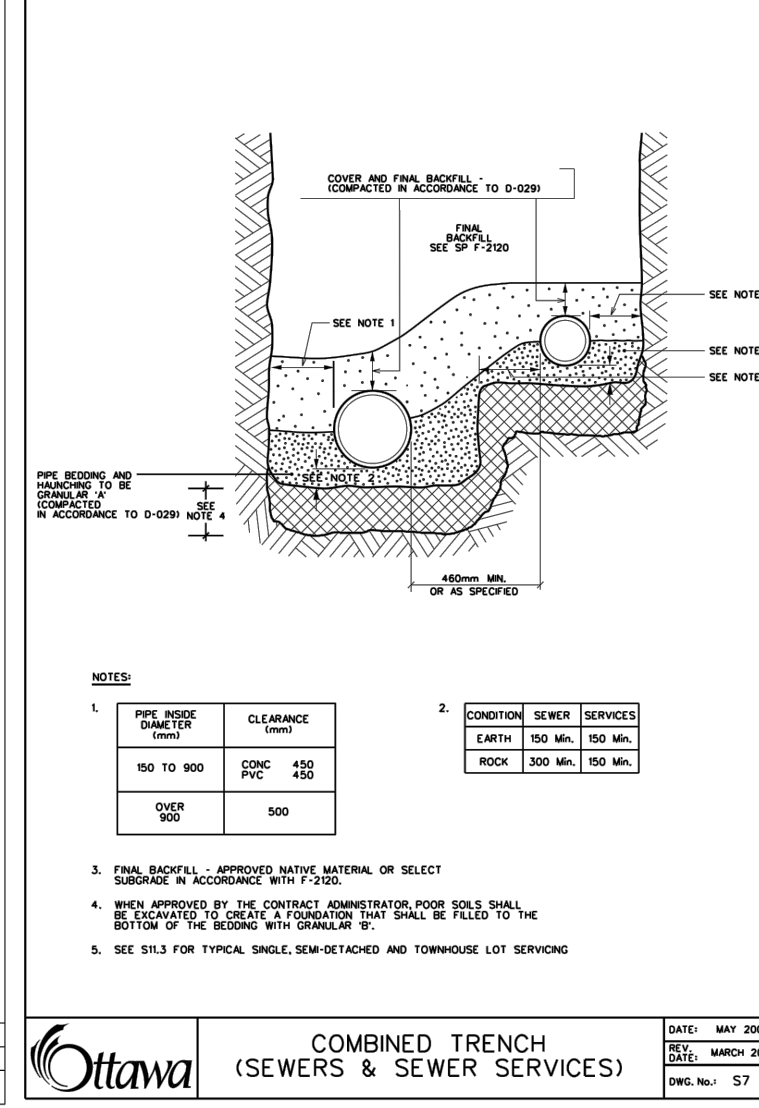 COVER AND FINAL BACKFILL -
(COMPACTED IN ACCORDANCE TO D-029)
FINAL
BACKFILL
SEE SP F-2120
SEE NOTE
SEE NOTE 1
SEE NOTE
SEE NOTE
PIPE BEDDING AND
HAUNCHING TO BE
GRANULAR 'A'
(COMPACTED
IN ACCORDANCE TO D-029)
SEE
NOTE 4
SEE NOTE 2
460mm MIN.
OR AS SPECIFIED
NOTES:
1.
PIPE INSIDE
DIAMETER
(mm)
CLEARANCE
(mm)
150 TO 900
CONC 450
PVC 450
OVER
900
500
2.
CONDITION SEWER SERVICES
EARTH 150 Min. 150 Min.
ROCK 300 Min. 150 Min.
3. FINAL BACKFILL - APPROVED NATIVE MATERIAL OR SELECT
SUBGRADE IN ACCORDANCE WITH F-2120.
4. WHEN APPROVED BY THE CONTRACT ADMINISTRATOR, POOR SOILS SHALL
BE EXCAVATED TO CREATE A FOUNDATION THAT SHALL BE FILLED TO THE
BOTTOM OF THE BEDDING WITH GRANULAR 'B'.
5. SEE S11.3 FOR TYPICAL SINGLE, SEMI-DETACHED AND TOWNHOUSE LOT SERVICING
Ottawa
COMBINED TRENCH
(SEWERS & SEWER SERVICES)
DATE: MAY 200
REV.
DATE: MARCH 20
DWG. No.: S7